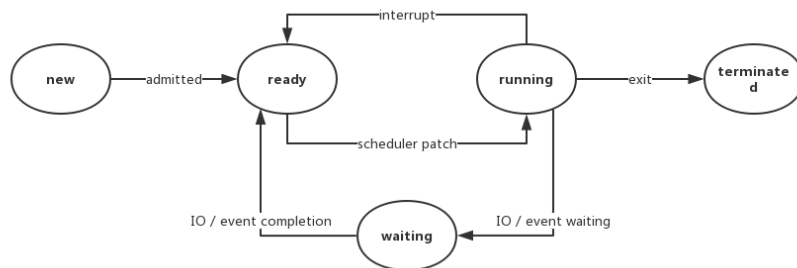 interrupt
new
admitted
ready
running
exit
terminate
d
scheduler patch
IO / event completion
IO / event waiting
waiting